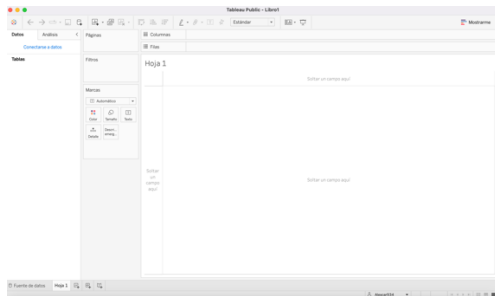 Tableau Public - Libro1
Estándar
Mostrarme
Datos
Análisis
Páginas
Columnas
Filas
Conectarse a datos
Tablas
Filtros
Hoja 1
Soltar un campo aquí
Marcas
Automático
Color
Tamaño
Texto
Detalle
Soltar
un
campo
aquí
Soltar un campo aquí
Fuente de datos
Hoja 1